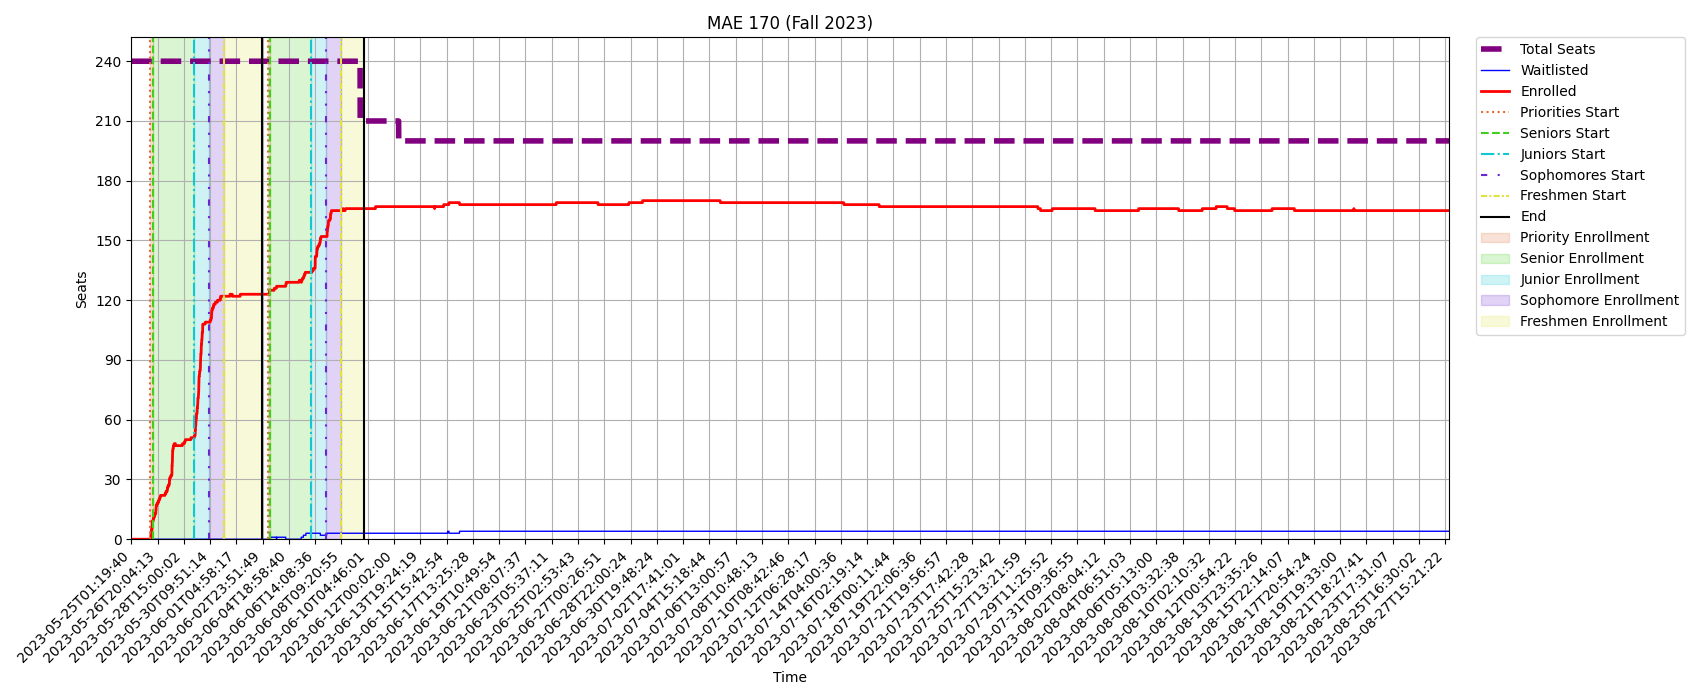 MAE 170 (Fall 2023)
Seats
240
210
180
150
120
90
60
30
0
2023-05-25T01:19:40
2023-05-26T20:04:13
2023-05-28T15:00:02
2023-05-30T09:51:14
2023-06-01T04:58:17
2023-06-02T23:51:49
2023-06-04T18:58:40
2023-06-06T14:08:36
2023-06-08T09:20:55
2023-06-10T04:46:01
2023-06-12T00:02:00
2023-06-13T19:24:19
2023-06-15T15:42:54
2023-06-17T13:25:28
2023-06-19T10:49:54
2023-06-21T08:07:37
2023-06-23T05:37:11
2023-06-25T02:53:43
2023-06-27T00:26:51
2023-06-28T22:00:24
2023-06-30T19:48:24
2023-07-02T17:41:01
2023-07-04T15:18:44
2023-07-06T13:00:57
2023-07-08T10:48:13
2023-07-10T08:42:46
2023-07-12T06:28:17
2023-07-14T04:00:36
2023-07-16T02:19:14
2023-07-18T00:11:44
2023-07-19T22:06:36
2023-07-21T19:56:57
2023-07-23T17:42:28
2023-07-25T15:23:42
2023-07-27T13:21:59
2023-07-29T11:25:52
2023-07-31T09:36:55
2023-08-02T08:04:12
2023-08-04T06:51:03
2023-08-06T05:13:00
2023-08-08T03:32:38
2023-08-10T02:10:32
2023-08-12T00:54:22
2023-08-13T23:35:26
2023-08-15T22:14:07
2023-08-17T20:54:24
2023-08-19T19:33:00
2023-08-21T18:27:41
2023-08-23T17:31:07
2023-08-25T16:30:02
2023-08-27T15:21:22
Time
Total Seats
Waitlisted
Enrolled
Priorities Start
Seniors Start
Juniors Start
Sophomores Start
Freshmen Start
End
Priority Enrollment
Senior Enrollment
Junior Enrollment
Sophomore Enrollment
Freshmen Enrollment